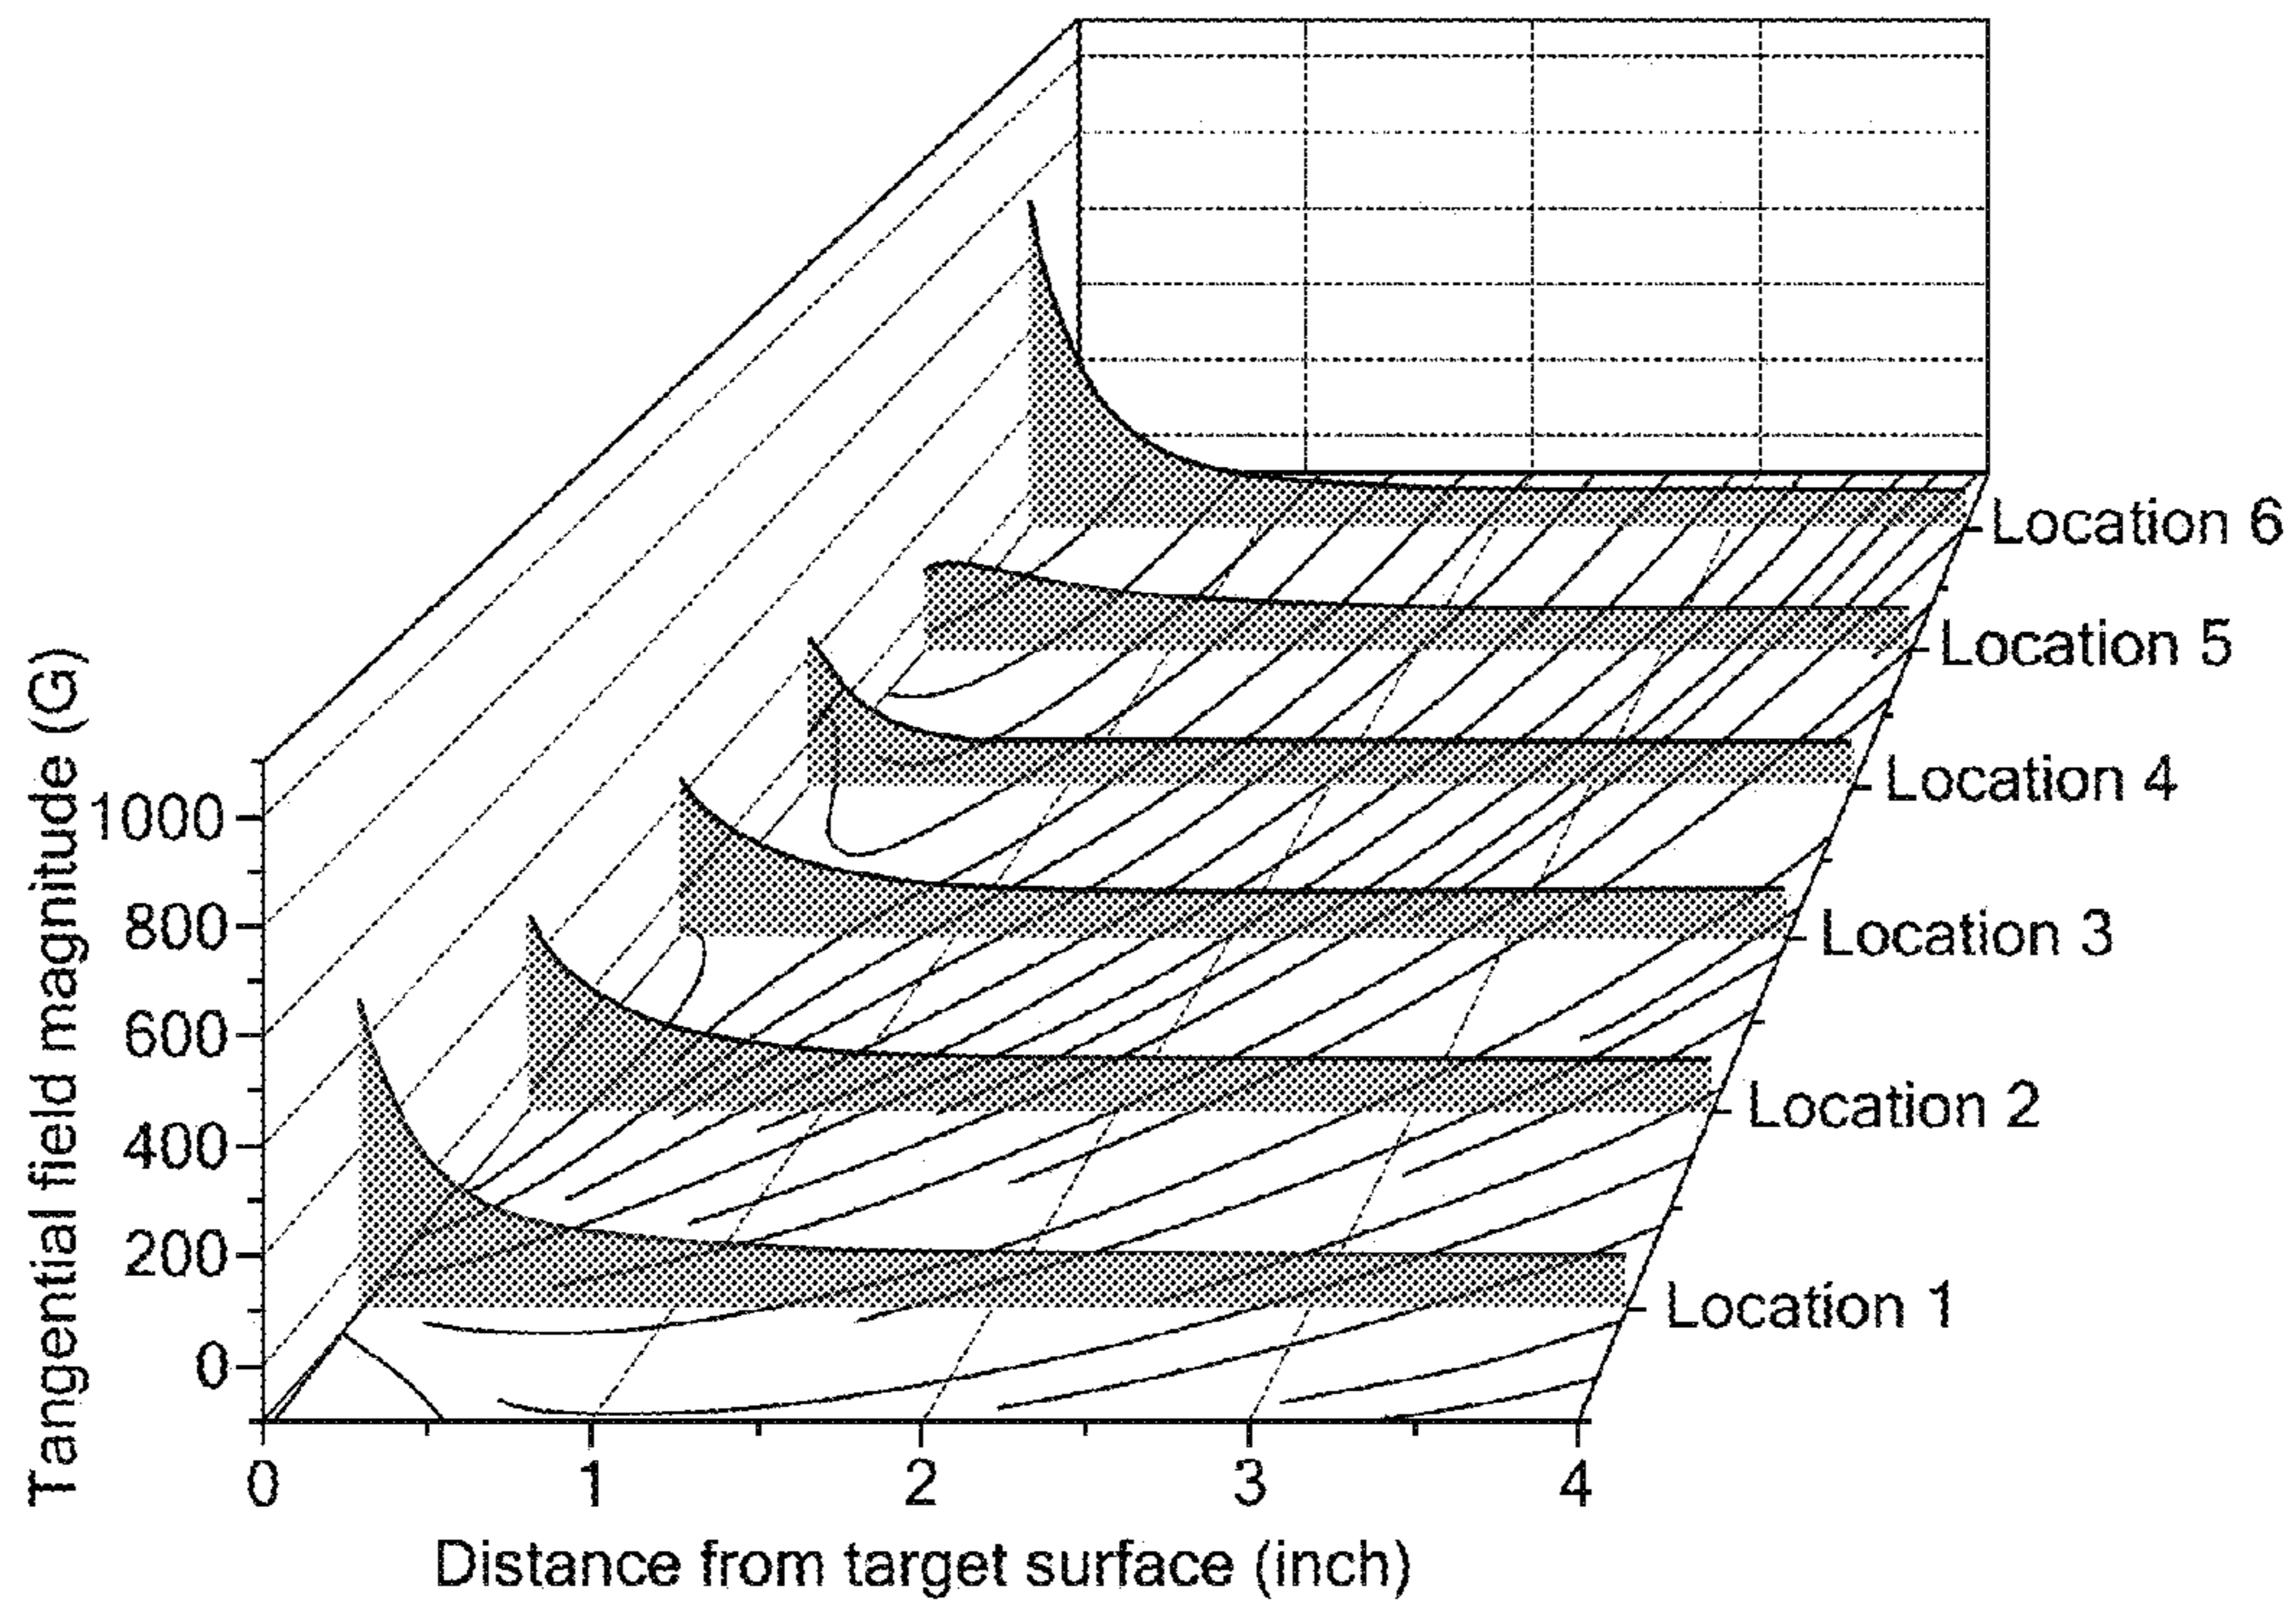 Tangential field magnitude (G)
1000
800
600
400
200
0
0 1 2 3 4
Distance from target surface (inch)
Location 6
Location 5
Location 4
Location 3
Location 2
Location 1